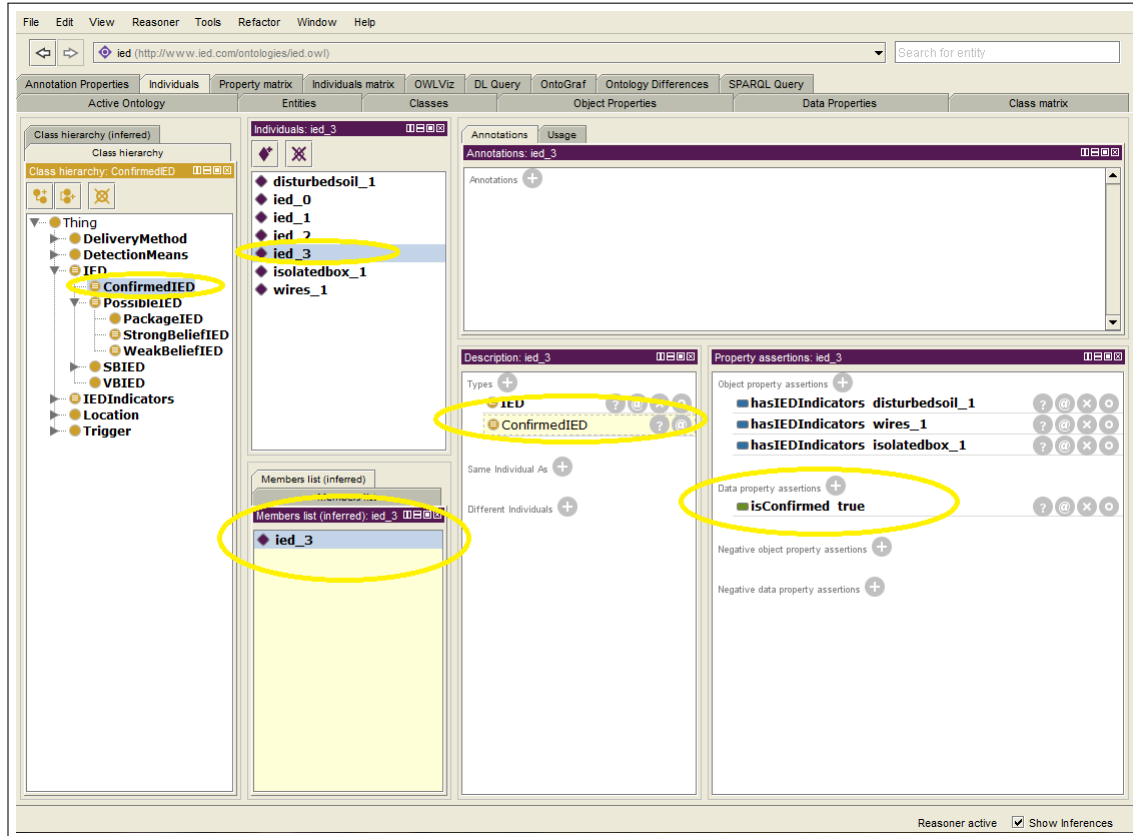 File Edit View Reasoner Tools Refactor Window Help
ied (http://www.ied.com/ontologies/ied.owl)
Search for entity
Annotation Properties Individuals Property matrix Individuals matrix OWLViz DL Query OntoGraf Ontology Differences SPARQL Query
Active Ontology Entities Classes Object Properties Data Properties Class matrix
Class hierarchy (inferred)
Class hierarchy
Class hierarchy: ConfirmedIED
Thing
DeliveryMethod
DetectionMeans
IED
ConfirmedIED
PossibleIED
PackageIED
StrongBeliefIED
WeakBeliefIED
SBIED
VBIED
IEDIndicators
Location
Trigger
Individuals: ied_3
disturbedsoil_1
ied_0
ied_1
ied_2
ied_3
isolatedbox_1
wires_1
Members list (inferred)
Members list
Members list (inferred): ied_3
ied_3
Annotations Usage
Annotations: ied_3
Annotations
Description: ied_3
Types
IED
ConfirmedIED
Same Individual As
Different Individuals
Property assertions: ied_3
Object property assertions
hasIEDIndicators disturbedsoil_1
hasIEDIndicators wires_1
hasIEDIndicators isolatedbox_1
Data property assertions
isConfirmed true
Negative object property assertions
Negative data property assertions
Reasoner active Show Inferences